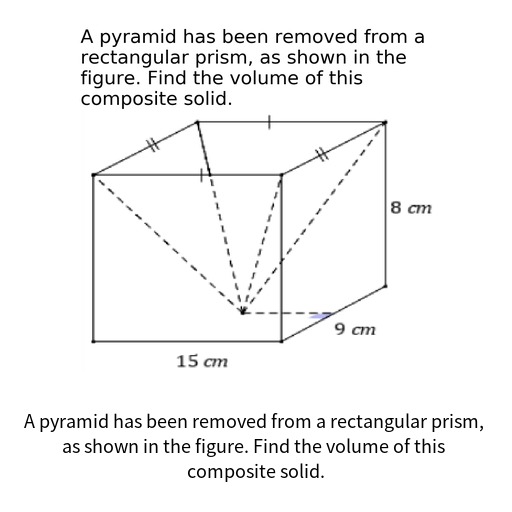 A pyramid has been removed from a
rectangular prism, as shown in the
figure. Find the volume of this
composite solid.
8 cm
9 cm
15 cm
A pyramid has been removed from a rectangular prism,
as shown in the figure. Find the volume of this
composite solid.